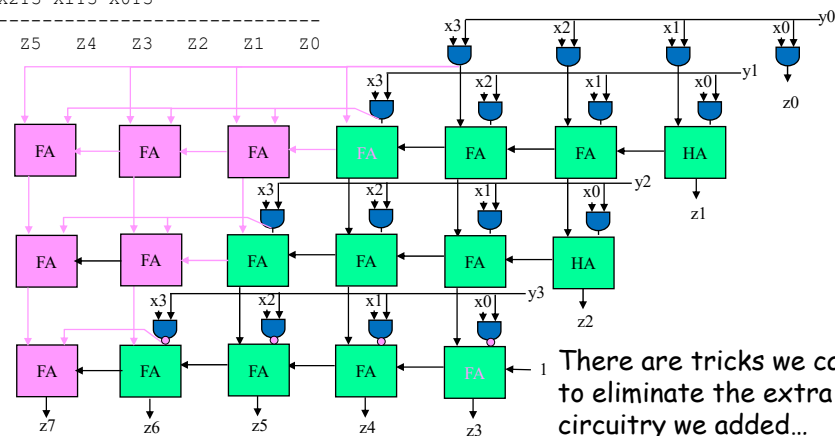 Z5 Z4 Z3 Z2 Z1 Z0
x3 x2 x1 x0 y0
x3 x2 x1 x0 y1
z0
FA FA FA FA FA FA HA
x3 x2 x1 x0 y2
z1
FA FA FA FA FA HA
x3 x2 x1 x0 y3
z2
FA FA FA FA FA 1
z7 z6 z5 z4 z3
There are tricks we ca
to eliminate the extra
circuitry we added…